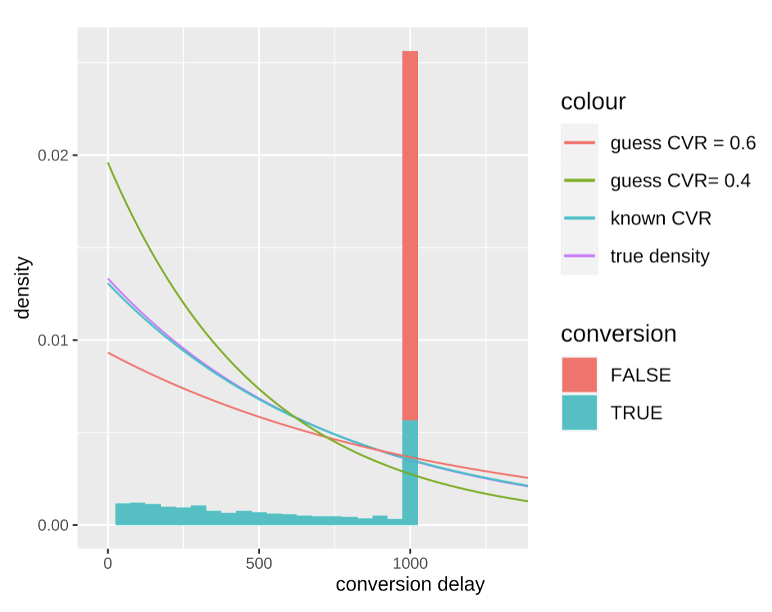 density
0.02
0.01
0.00
0
500
1000
conversion delay
colour
guess CVR = 0.6
guess CVR= 0.4
known CVR
true density
conversion
FALSE
TRUE